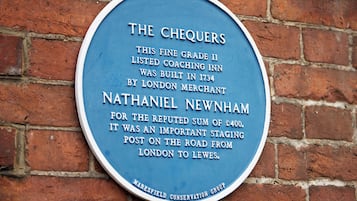 THE CHEQUERS
THIS FINE GRADE II
LISTED COACHING INN
WAS BUILT IN 1734
BY LONDON MERCHANT
NATHANIEL NEWNHAM
FOR THE REPUTED SUM OF £400.
IT WAS AN IMPORTANT STAGING
POST ON THE ROAD FROM
LONDON TO LEWES.
MARESFIELD CONSERVATION GROUP